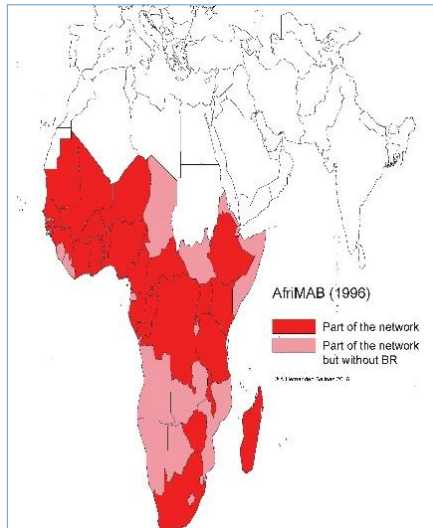 AfriMAB (1996)
Part of the network
Part of the network
but without BR